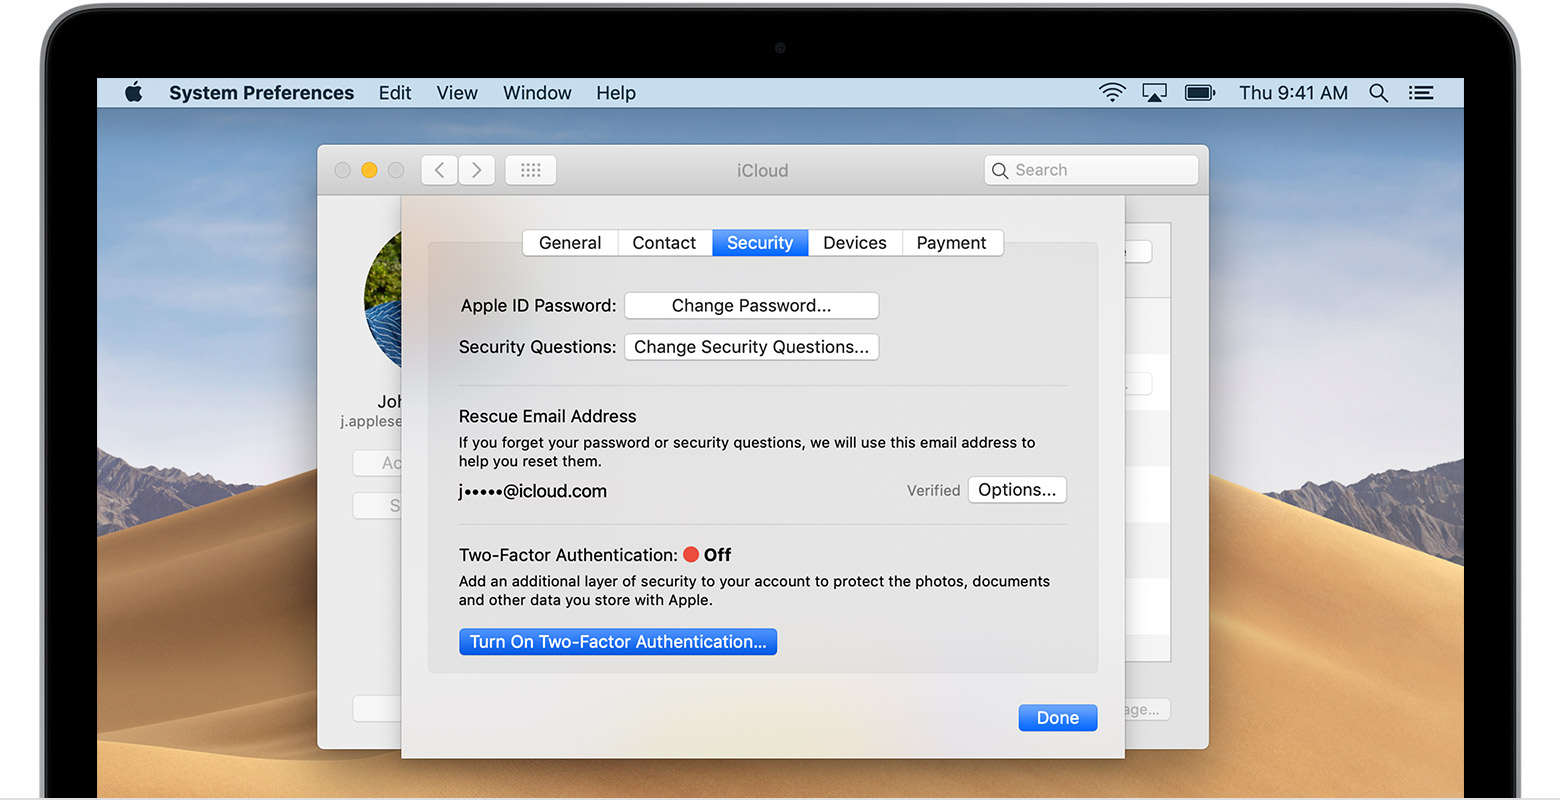 System Preferences Edit View Window Help Thu 9:41 AM
iCloud Search
General Contact Security Devices Payment
Apple ID Password: Change Password...
Security Questions: Change Security Questions...
Rescue Email Address
If you forget your password or security questions, we will use this email address to
help you reset them.
j•••••@icloud.com Verified Options...
Two-Factor Authentication: Off
Add an additional layer of security to your account to protect the photos, documents
and other data you store with Apple.
Turn On Two-Factor Authentication...
Done